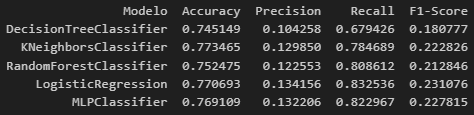 Modelo Accuracy Precision Recall F1-Score
DecisionTreeClassifier 0.745149 0.104258 0.679426 0.180777
KNeighborsClassifier 0.773465 0.129850 0.784689 0.222826
RandomForestClassifier 0.752475 0.122553 0.808612 0.212846
LogisticRegression 0.770693 0.134156 0.832536 0.231076
MLPClassifier 0.769109 0.132206 0.822967 0.227815